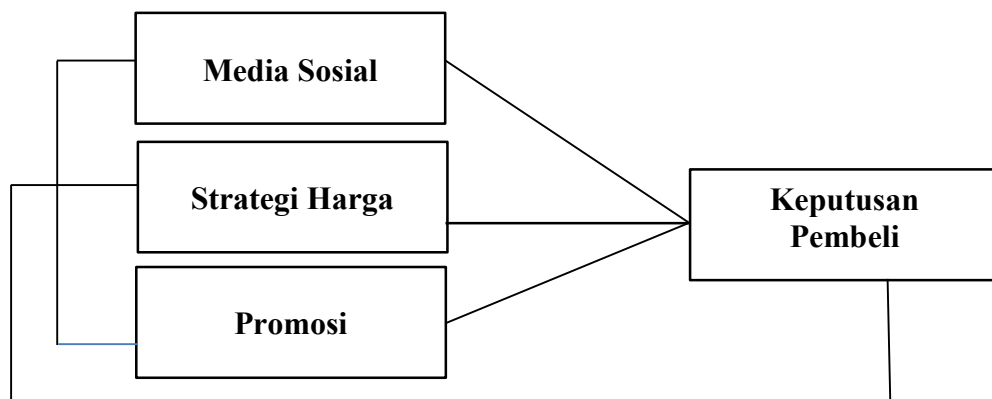 Media Sosial
Strategi Harga
Keputusan
Pembeli
Promosi